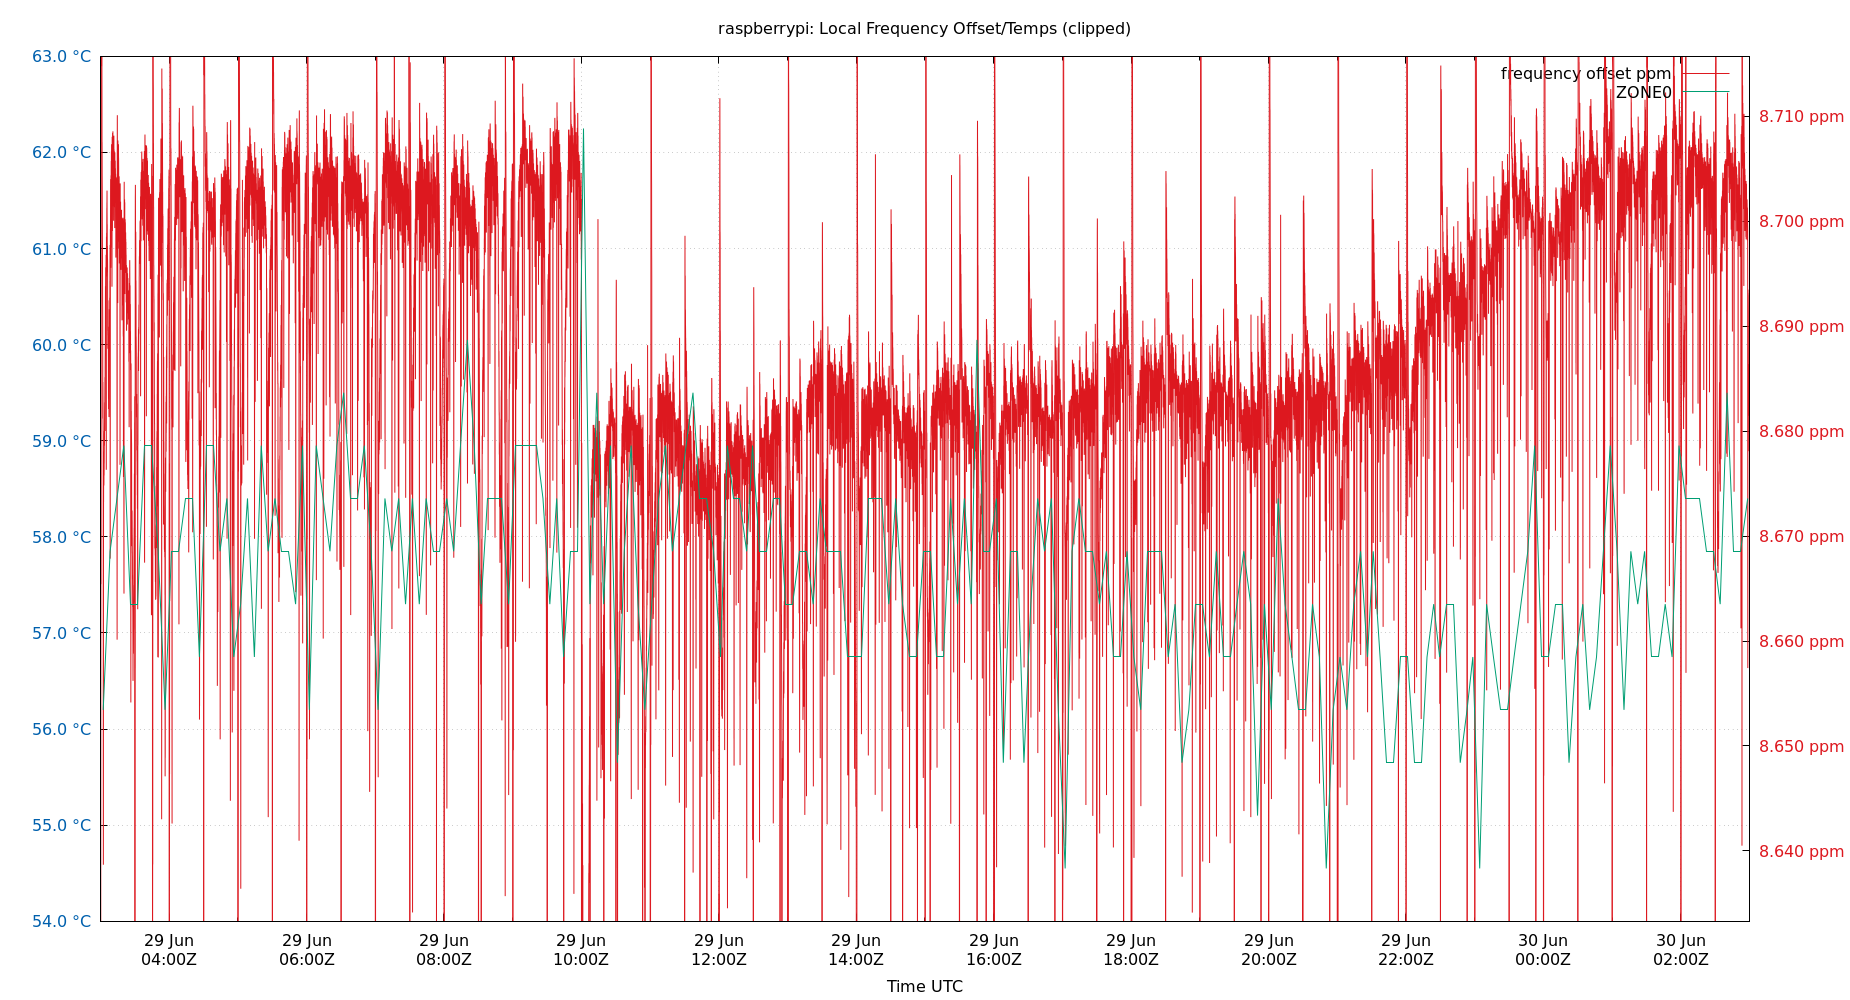 raspberrypi: Local Frequency Offset/Temps (clipped)
frequency offset ppm
ZONE0
63.0 °C
62.0 °C
61.0 °C
60.0 °C
59.0 °C
58.0 °C
57.0 °C
56.0 °C
55.0 °C
54.0 °C
8.710 ppm
8.700 ppm
8.690 ppm
8.680 ppm
8.670 ppm
8.660 ppm
8.650 ppm
8.640 ppm
29 Jun 29 Jun 29 Jun 29 Jun 29 Jun 29 Jun 29 Jun 29 Jun 29 Jun 29 Jun 30 Jun 30 Jun
04:00Z 06:00Z 08:00Z 10:00Z 12:00Z 14:00Z 16:00Z 18:00Z 20:00Z 22:00Z 00:00Z 02:00Z
Time UTC